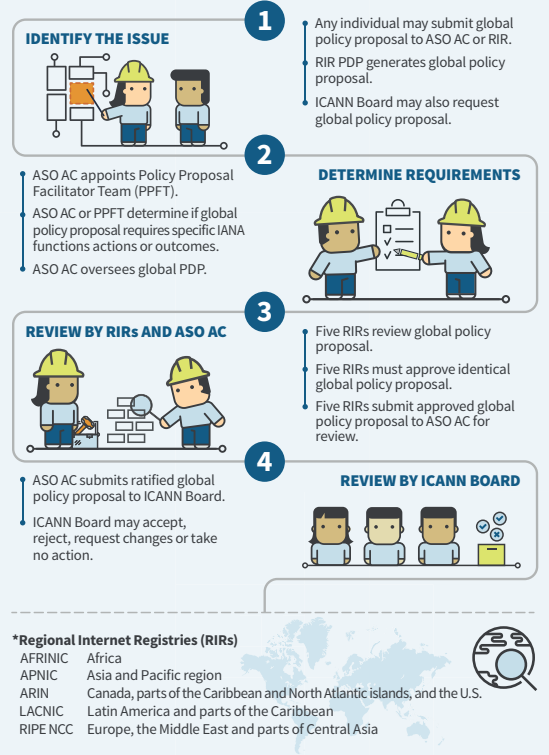 1
IDENTIFY THE ISSUE
Any individual may submit global
policy proposal to ASO AC or RIR.
RIR PDP generates global policy
proposal.
ICANN Board may also request
global policy proposal.
2
DETERMINE REQUIREMENTS
ASO AC appoints Policy Proposal
Facilitator Team (PPFT).
ASO AC or PPFT determine if global
policy proposal requires specific IANA
functions actions or outcomes.
ASO AC oversees global PDP.
3
REVIEW BY RIRs AND ASO AC
Five RIRs review global policy
proposal.
Five RIRs must approve identical
global policy proposal.
Five RIRs submit approved global
policy proposal to ASO AC for
review.
4
REVIEW BY ICANN BOARD
ASO AC submits ratified global
policy proposal to ICANN Board.
ICANN Board may accept,
reject, request changes or take
no action.
*Regional Internet Registries (RIRs)
AFRINIC Africa
APNIC Asia and Pacific region
ARIN Canada, parts of the Caribbean and North Atlantic islands, and the U.S.
LACNIC Latin America and parts of the Caribbean
RIPE NCC Europe, the Middle East and parts of Central Asia